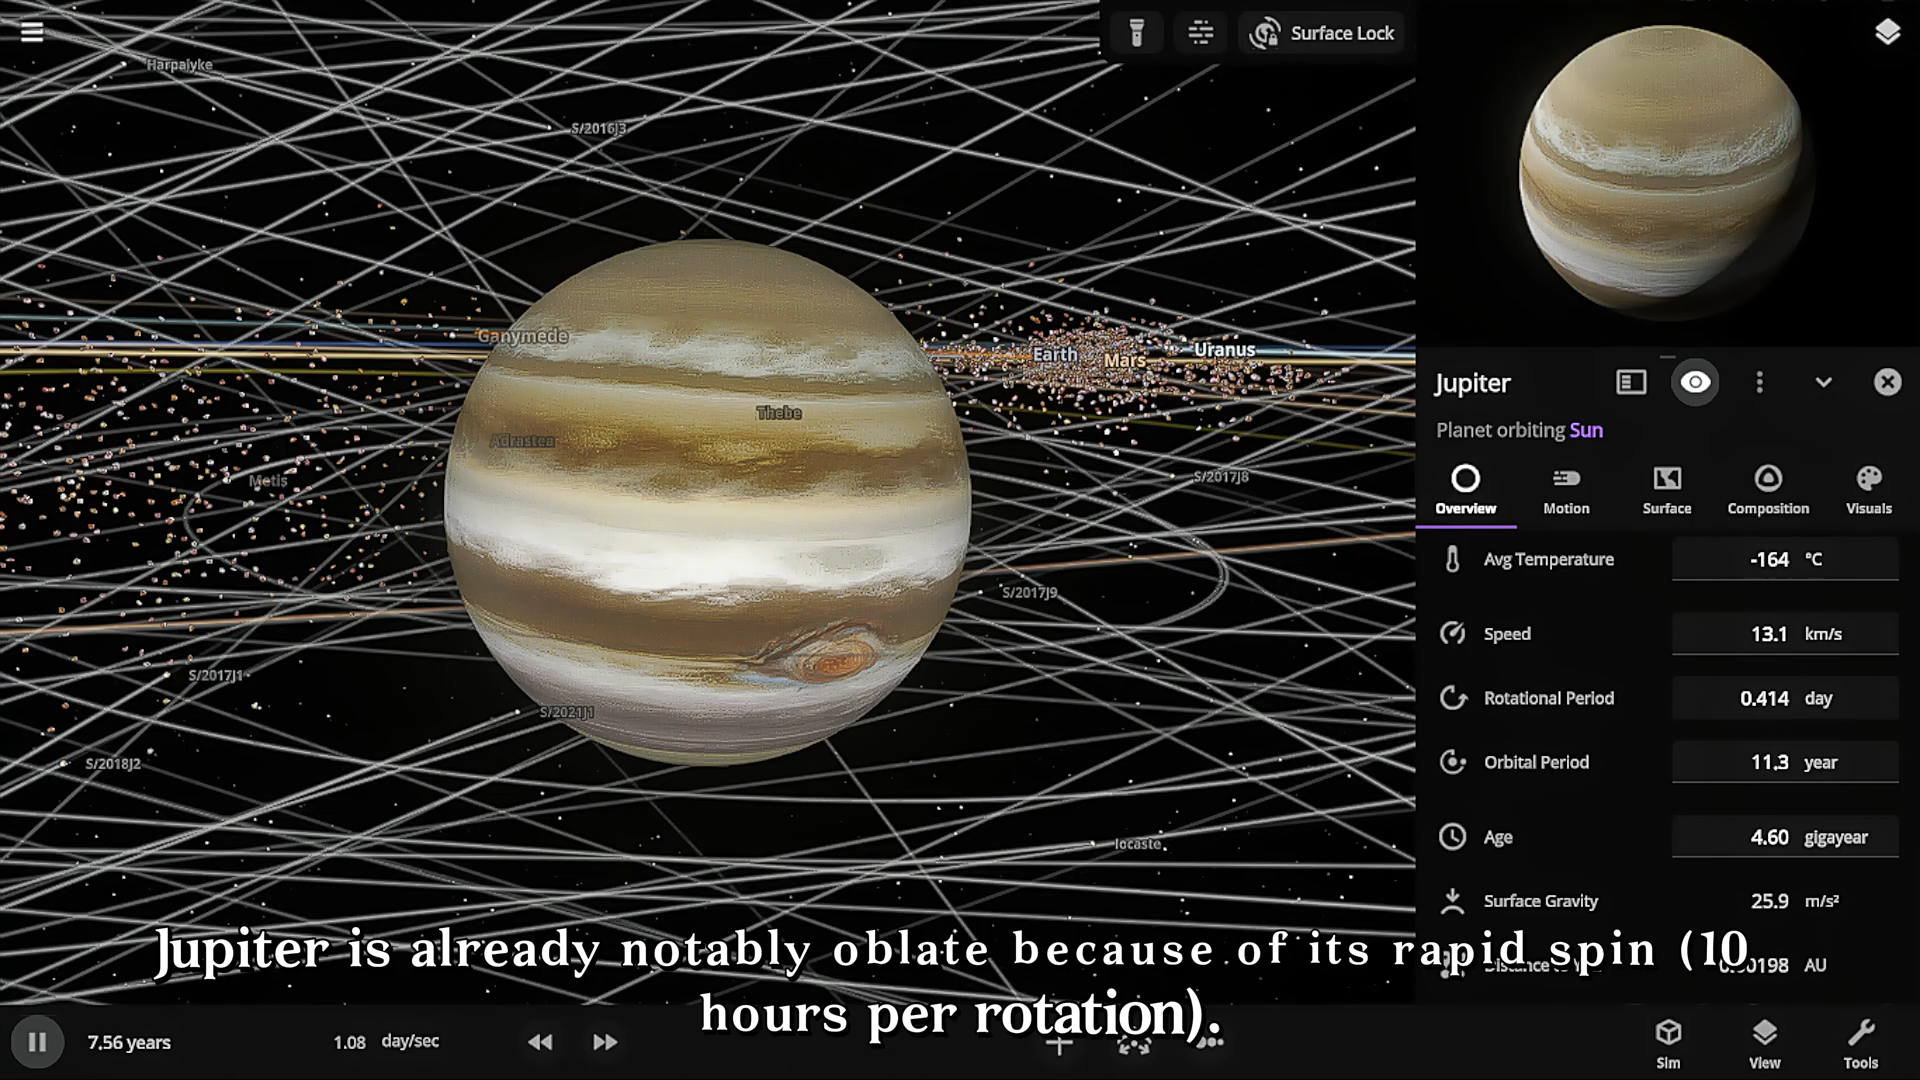 Surface Lock
Harpalyke
S/2016J3
Ganymede
Earth
Mars
Uranus
Thebe
Adrastea
Metis
S/2017J8
S/2017J9
S/2017J1
S/2021J1
S/2018J2
Iocaste
Jupiter
Planet orbiting Sun
Overview Motion Surface Composition Visuals
Avg Temperature -164 °C
Speed 13.1 km/s
Rotational Period 0.414 day
Orbital Period 11.3 year
Age 4.60 gigayear
Surface Gravity 25.9 m/s²
AU
Jupiter is already notably oblate because of its rapid spin (10
hours per rotation).
7.56 years 1.08 day/sec
Sim View Tools